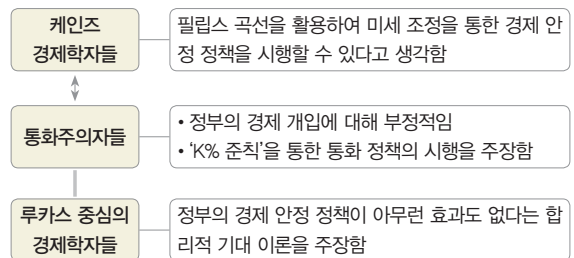 케인즈
경제학자들
필립스 곡선을 활용하여 미세 조정을 통한 경제 안
정 정책을 시행할 수 있다고 생각함
통화주의자들
• 정부의 경제 개입에 대해 부정적임
• ‘K% 준칙’을 통한 통화 정책의 시행을 주장함
루카스 중심의
경제학자들
정부의 경제 안정 정책이 아무런 효과도 없다는 합
리적 기대 이론을 주장함